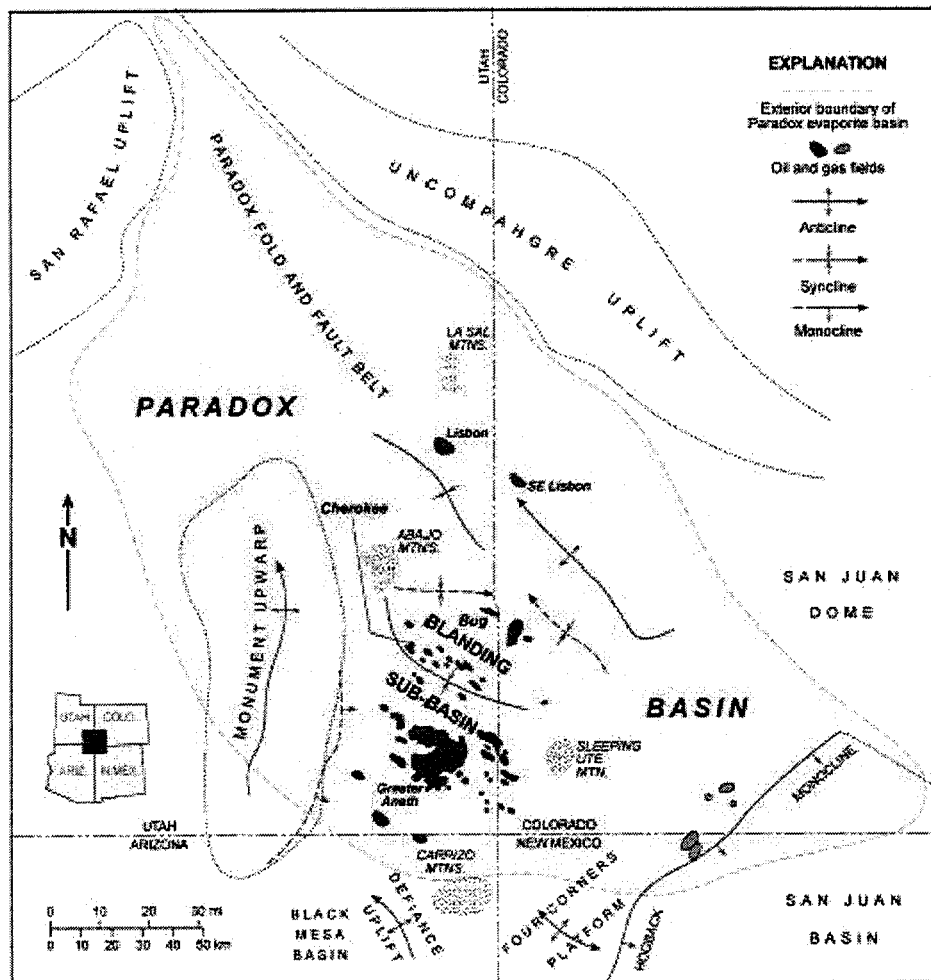 UTAH
COLORADO
EXPLANATION
Exterior boundary of
Paradox evaporite basin
Oil and gas fields
Anticline
Syncline
Monocline
SAN RAFAEL UPLIFT
PARADOX FOLD AND FAULT BELT
UNCOMPAHGRE UPLIFT
LA SAL
MTNS.
PARADOX
Lisbon
SE Lisbon
Cherokee
ABAJO
MTNS.
N
SAN JUAN
DOME
MONUMENT UPWARP
Bug
BLANDING
SUB-BASIN
BASIN
UTAH
COLO.
ARIZ.
N.MEX.
SLEEPING
UTE
MTN.
Greater
Aneth
MONOCLINE
UTAH
ARIZONA
COLORADO
NEW MEXICO
CARRIZO
MTNS.
DEFIANCE
UPLIFT
FOUR CORNERS
PLATFORM
HOGBACK
BLACK
MESA
BASIN
SAN JUAN
BASIN
0 10 20 30 mi
0 10 20 30 40 50 km